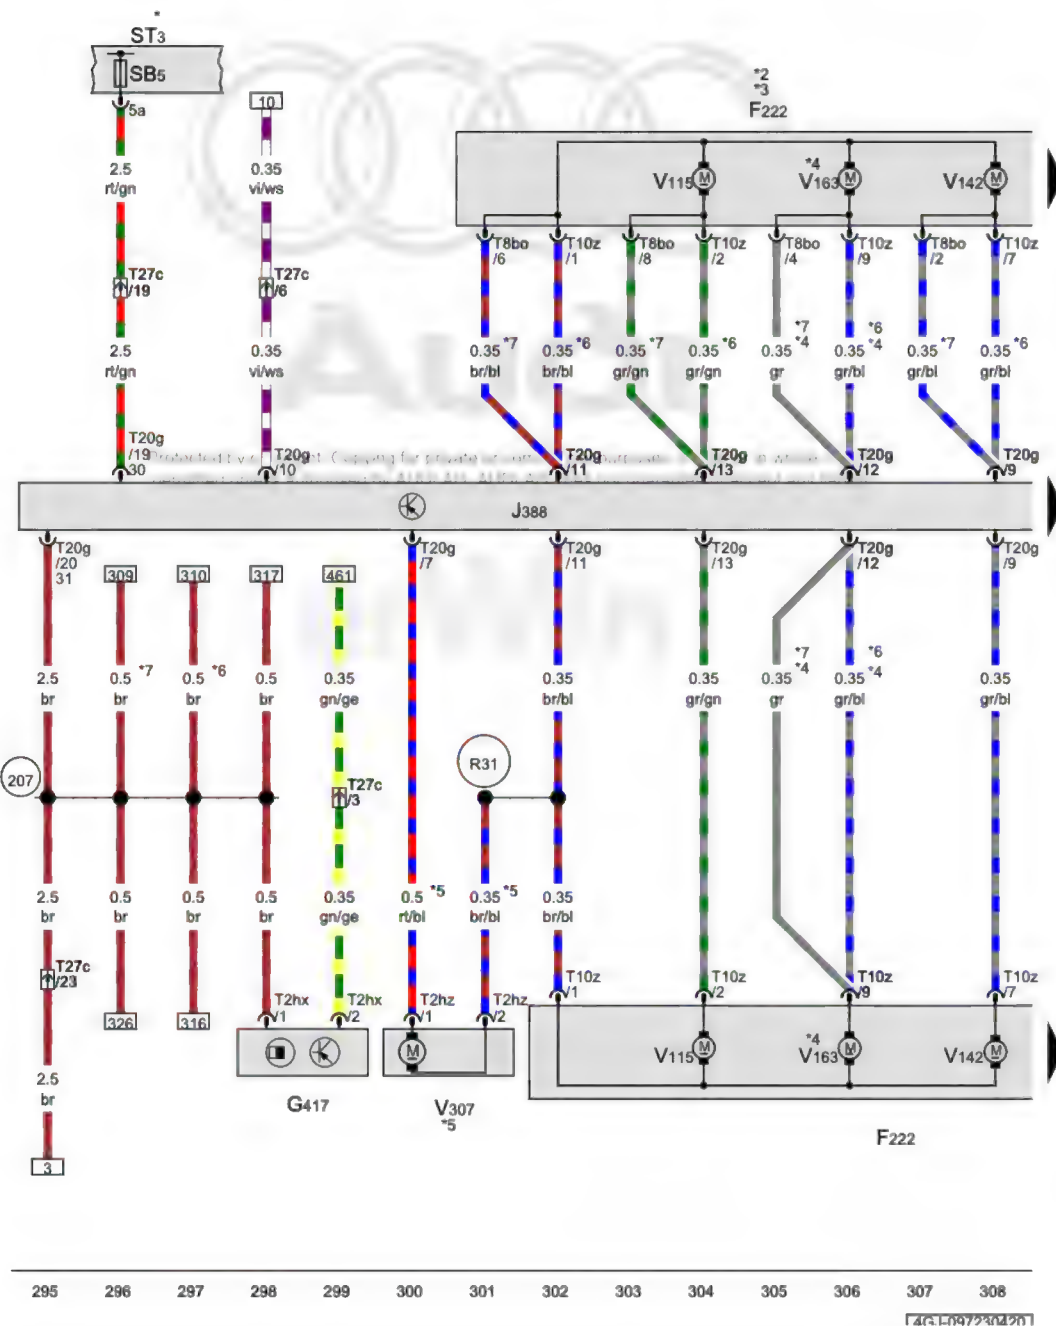 *
ST3
SB5
5a
10
*2
*3
F222
2.5
rt/gn
0.35
vi/ws
V115
M
*4
V163
M
V142
M
T8bo
/6
T10z
/1
T8bo
/8
T10z
/2
T8bo
/4
T10z
/9
T8bo
/2
T10z
/7
T27c
/19
T27c
/6
Audi
2.5
rt/gn
0.35
vi/ws
0.35 *7
br/bl
0.35 *6
br/bl
0.35 *7
gr/gn
0.35 *6
gr/gn
*7
0.35 *4
gr
*6
0.35 *4
gr/bl
0.35 *7
gr/bl
0.35 *6
gr/bl
T20g
/19
30
T20g
/10
T20g
/11
T20g
/13
T20g
/12
T20g
/9
J388
T20g
/20
31
309
310
317
461
T20g
/7
T20g
/11
T20g
/13
T20g
/12
T20g
/9
2.5
br
0.5 *7
br
0.5 *6
br
0.5
br
0.35
gn/ge
0.35
br/bl
0.35
gr/gn
*7
0.35 *4
gr
*6
0.35 *4
gr/bl
0.35
gr/bl
207
R31
T27c
/3
2.5
br
0.5
br
0.5
br
0.5
br
0.35
gn/ge
0.5 *5
rt/bl
0.35 *5
br/bl
0.35
br/bl
T27c
/23
T10z
/1
T10z
/2
T10z
/9
T10z
/7
326
316
T2hx
/1
T2hx
/2
T2hz
/1
T2hz
/2
M
V115
M
*4
V163
M
V142
M
2.5
br
G417
V307
*5
F222
3
295 296 297 298 299 300 301 302 303 304 305 306 307 308
4GJ-097230420